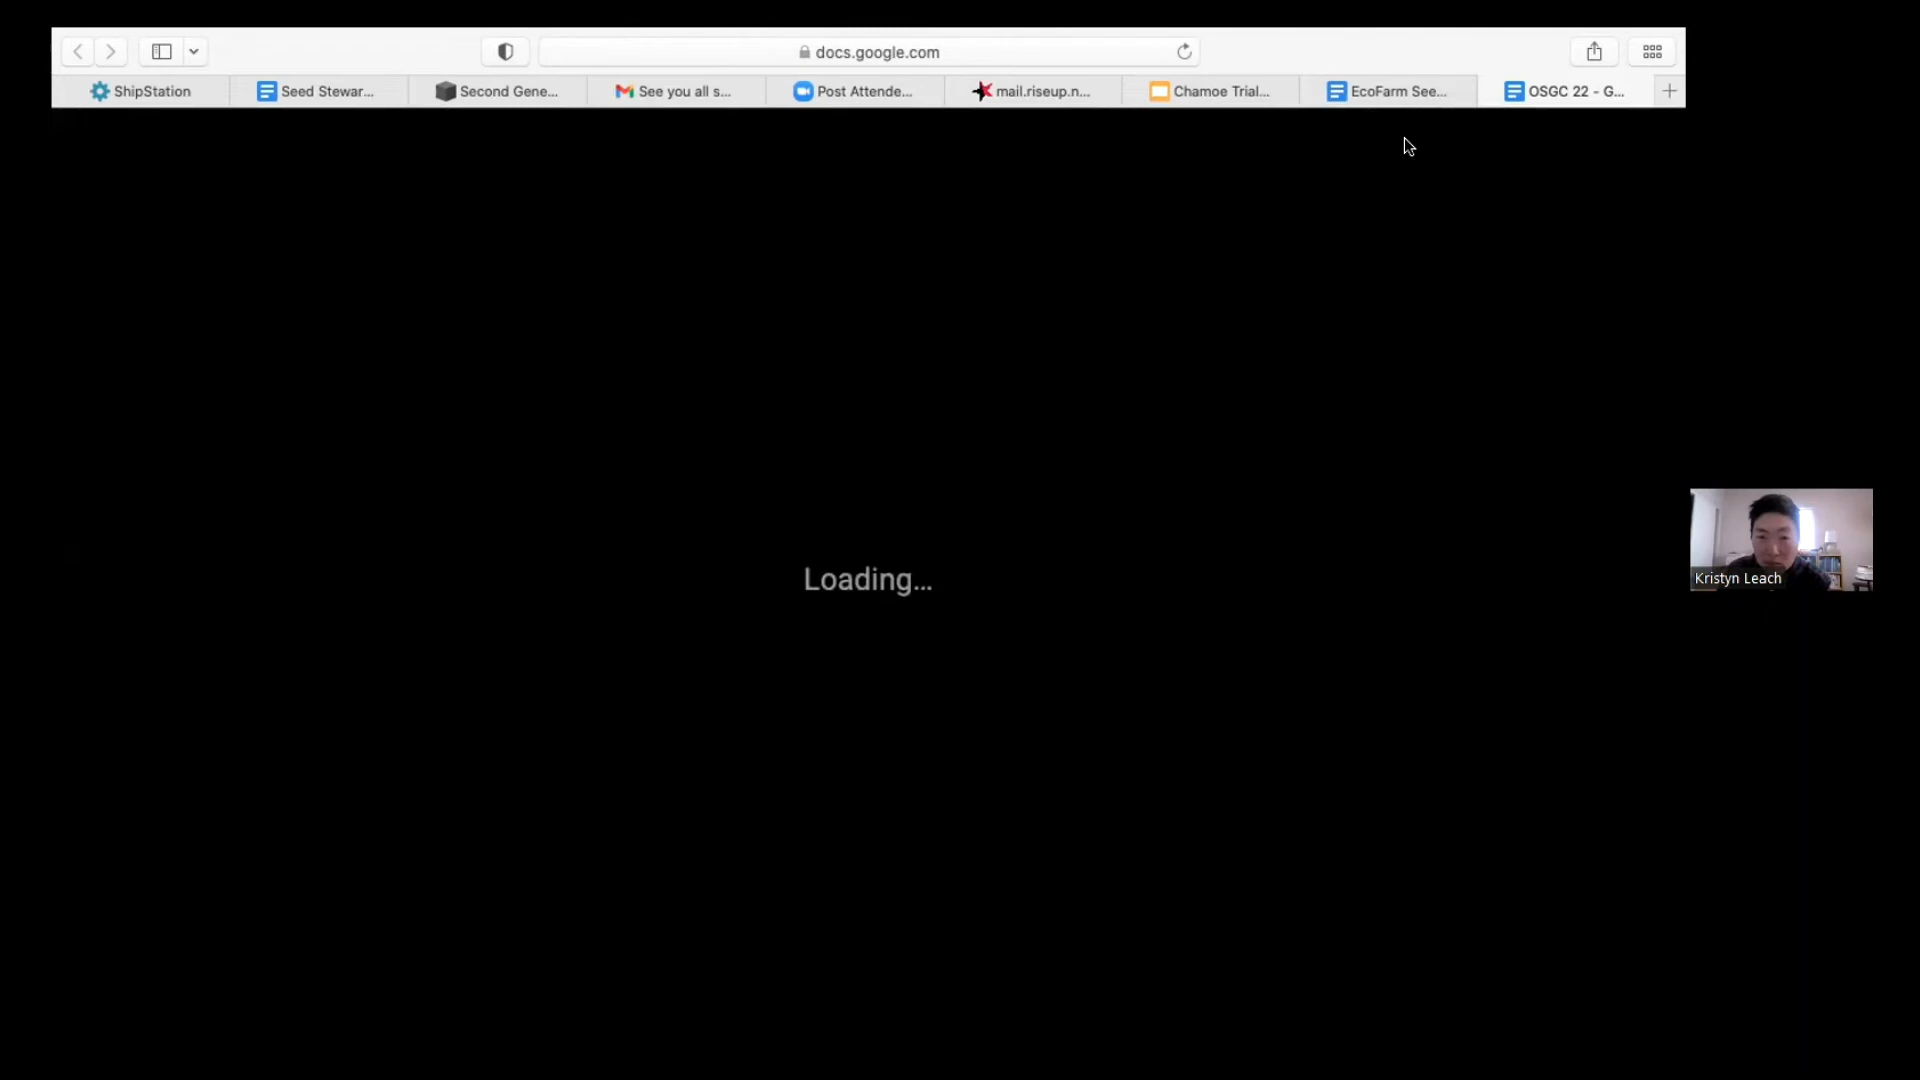 docs.google.com
ShipStation
Seed Stewar...
Second Gene...
See you all s...
Post Attende...
mail.riseup.n...
Chamoe Trial...
EcoFarm See...
OSGC 22 - G...
Loading...
Kristyn Leach